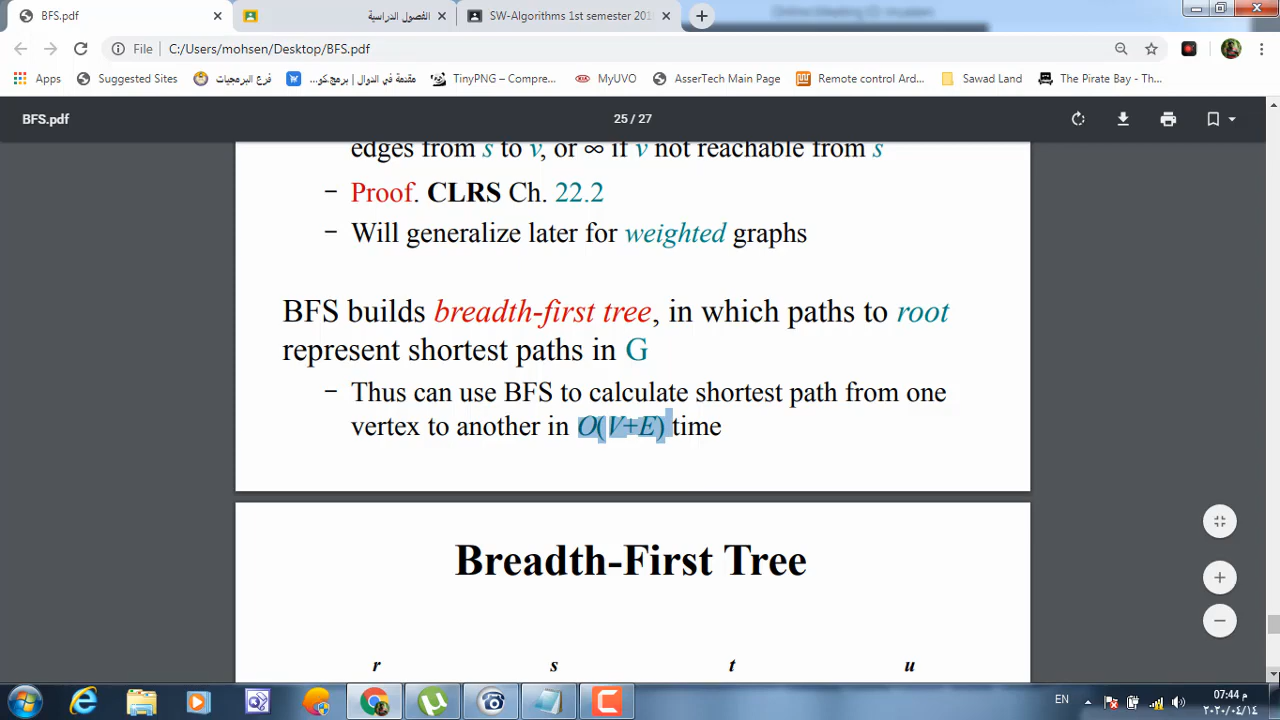 BFS.pdf
الفصول الدراسية
SW-Algorithms 1st semester 201
File
C:/Users/mohsen/Desktop/BFS.pdf
Apps
Suggested Sites
فرع البرمجيات
مقدمة في الدوال | برمج.كو...
TinyPNG – Compre...
MyUVO
AsserTech Main Page
Remote control Ard...
Sawad Land
The Pirate Bay - Th...
BFS.pdf
25 / 27
edges from s to v, or ∞ if v not reachable from s
– Proof. CLRS Ch. 22.2
– Will generalize later for weighted graphs
BFS builds breadth-first tree, in which paths to root
represent shortest paths in G
– Thus can use BFS to calculate shortest path from one
vertex to another in O(V+E) time
Breadth-First Tree
r s t u
EN
07:44 م
٢٠٢٠/٠٤/١٤